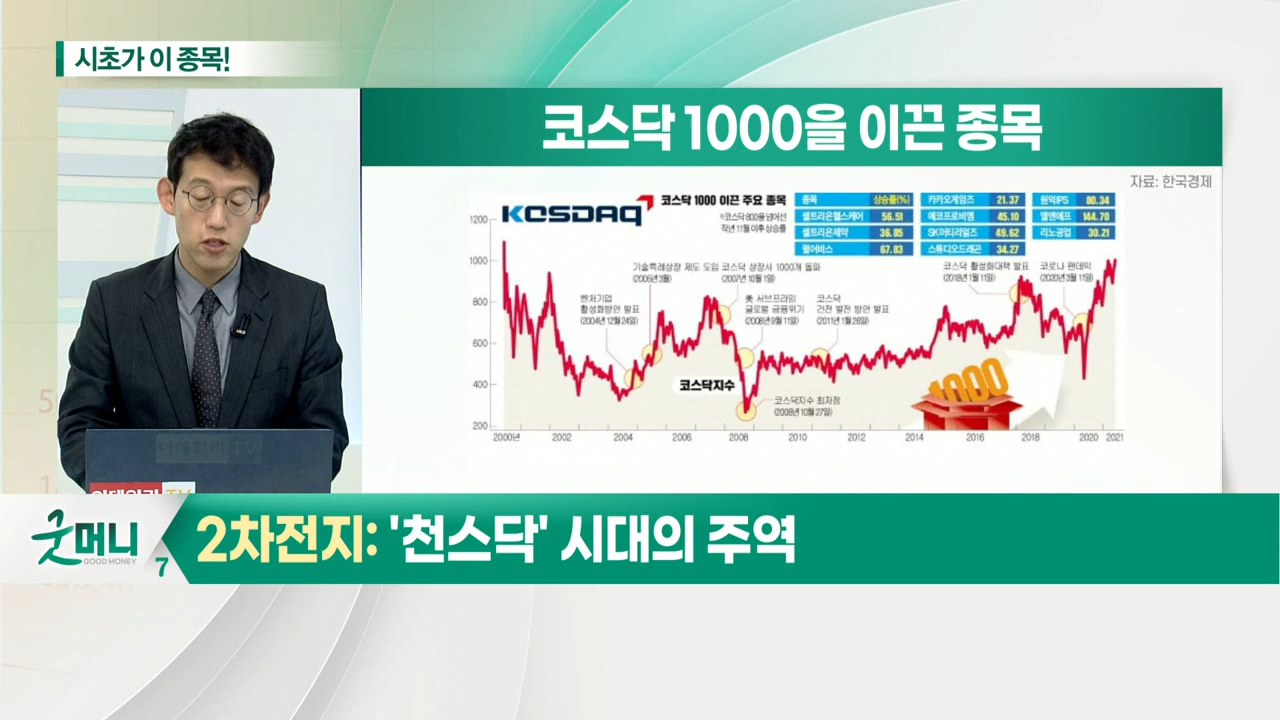 시초가 이 종목!
코스닥 1000을 이끈 종목
자료: 한국경제
KOSDAQ
코스닥 1000 이끈 주요 종목
※코스닥 800을 넘어선
작년 11월 이후 상승률
종목 상승률(%)
셀트리온헬스케어 56.51
셀트리온제약 36.85
펄어비스 67.83
카카오게임즈 21.37
에코프로비엠 45.10
SK머티리얼즈 49.62
스튜디오드래곤 34.27
원익IPS 80.34
엘앤에프 144.70
리노공업 30.21
1200
1000
800
600
400
200
벤처기업
활성화방안 발표
(2004년 12월 24일)
기술특례상장 제도 도입
(2005년 3월)
코스닥 상장사 1000개 돌파
(2007년 10월 1일)
美 서브프라임
글로벌 금융위기
(2008년 9월 11일)
코스닥
건전 발전 방안 발표
(2011년 1월 26일)
코스닥 활성화대책 발표
(2018년 1월 11일)
코로나 팬데믹
(2020년 3월 11일)
코스닥지수
코스닥지수 최저점
(2008년 10월 27일)
1000
2000년 2002 2004 2006 2008 2010 2012 2014 2016 2018 2020 2021
이데일리 TV
굿머니
GOOD MONEY
7
2차전지: '천스닥' 시대의 주역